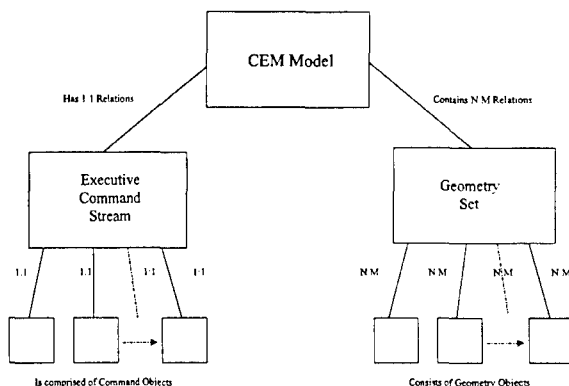 CEM Model
Has 1·1 Relations
Contains N·M Relations
Executive
Command
Stream
Geometry
Set
1:1
1:1
1·1
1·1
N·M
N·M
N·M
N·M
Is comprised of Command Objects
Consists of Geometry Objects